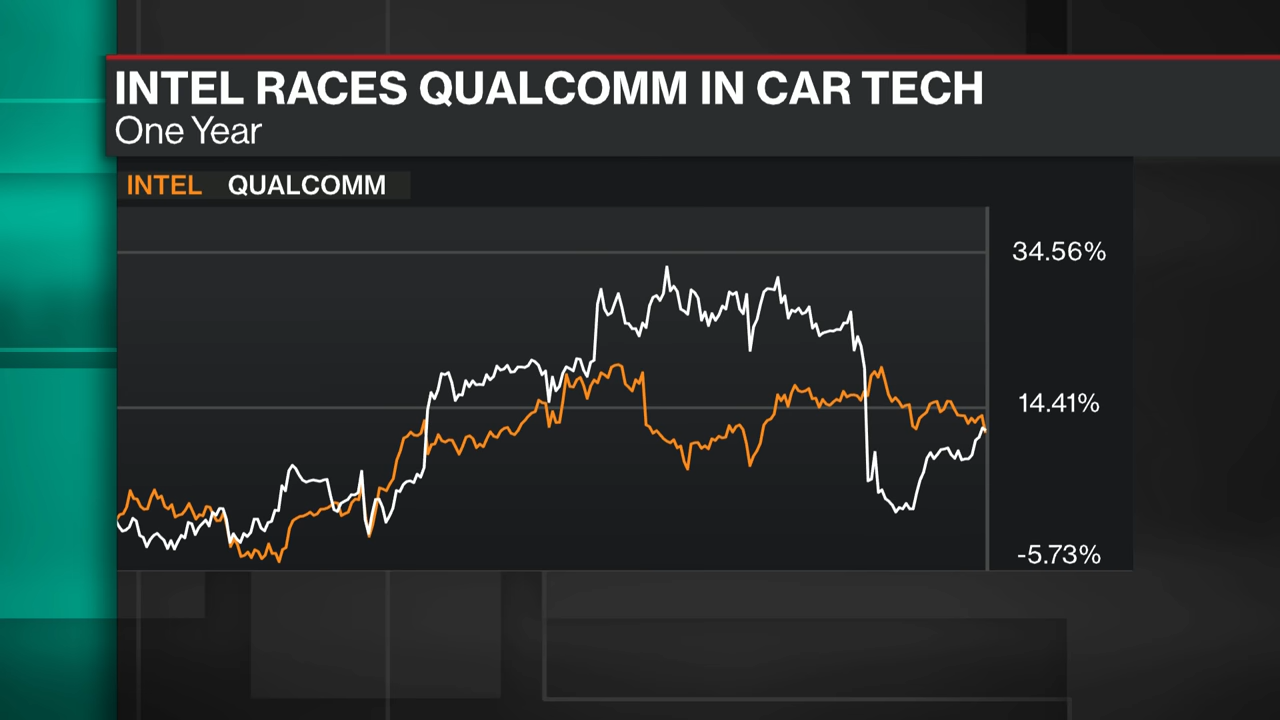 INTEL RACES QUALCOMM IN CAR TECH
One Year
INTEL QUALCOMM
34.56%
14.41%
-5.73%